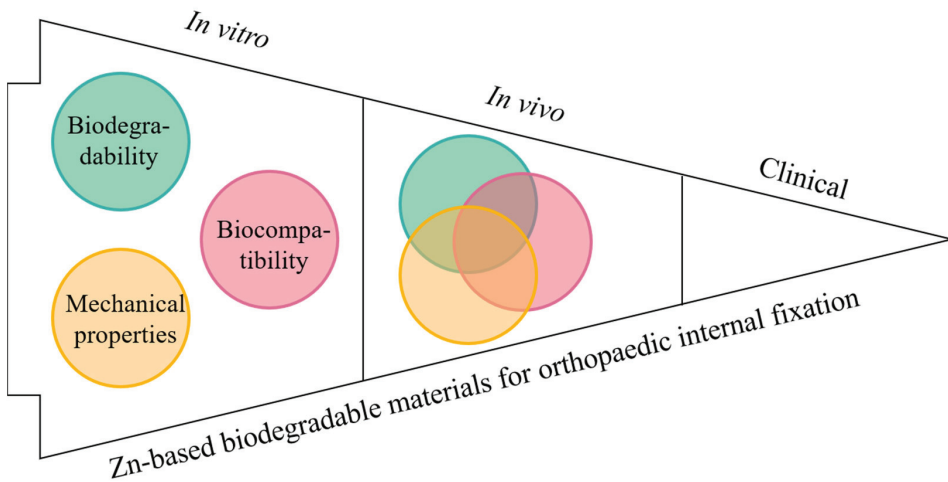 In vitro
In vivo
Clinical
Biodegra-
dability
Biocompa-
tibility
Mechanical
properties
Zn-based biodegradable materials for orthopaedic internal fixation